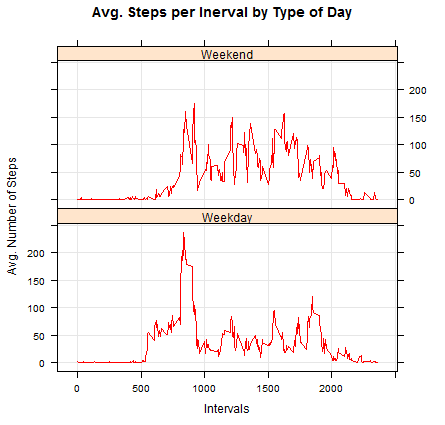 Avg. Steps per Inerval by Type of Day
Weekend
200
150
100
50
0
Weekday
200
150
100
50
0
0 500 1000 1500 2000
Intervals
Avg. Number of Steps